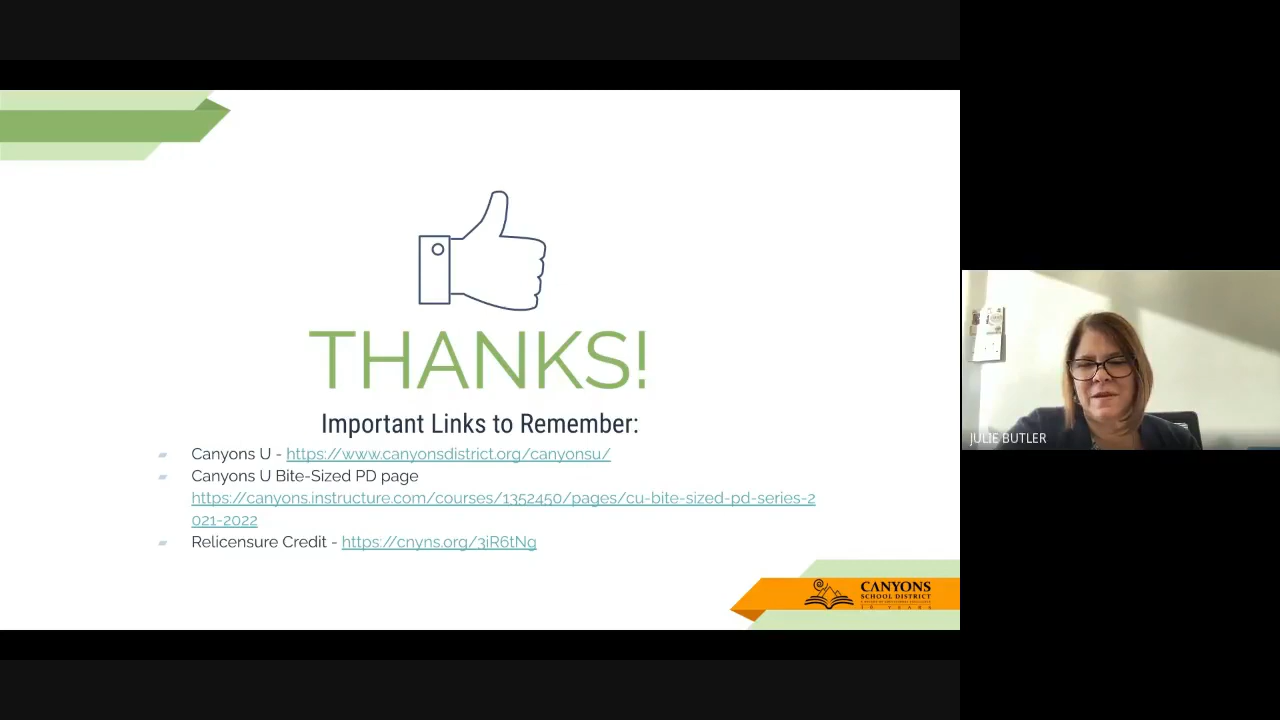 THANKS!
Important Links to Remember:
Canyons U - https://www.canyonsdistrict.org/canyonsu/
Canyons U Bite-Sized PD page
https://canyons.instructure.com/courses/1352450/pages/cu-bite-sized-pd-series-2
021-2022
Relicensure Credit - https://cnyns.org/3iR6tNg
CANYONS
SCHOOL DISTRICT
10 YEARS
JULIE BUTLER